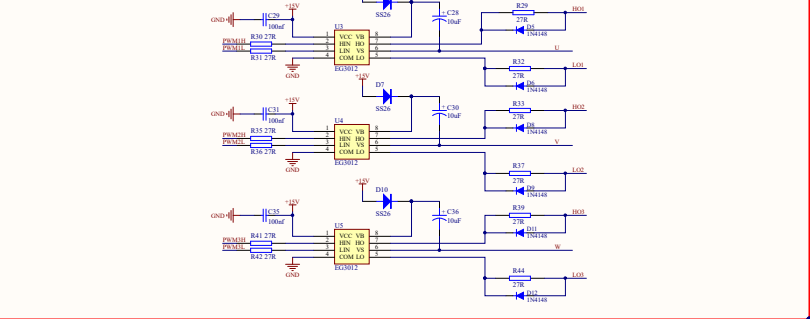 +15V
C29
GND
100nf
SS26
+ C28
10uF
R29
HO1
27R
D5
1N4148
U3
PWM1H
R30 27R
PWM1L
R31 27R
1 VCC VB 8
2 HIN HO 7
3 LIN VS 6
4 COM LO 5
EG3012
GND
U
R32
LO1
27R
D6
1N4148
+15V
D7
SS26
+15V
C31
GND
100nf
+ C30
10uF
R33
HO2
27R
D8
1N4148
U4
PWM2H
R35 27R
PWM2L
R36 27R
1 VCC VB 8
2 HIN HO 7
3 LIN VS 6
4 COM LO 5
EG3012
GND
V
R37
LO2
27R
D9
1N4148
+15V
D10
SS26
+15V
C35
GND
100nf
+ C36
10uF
R39
HO3
27R
D11
1N4148
U5
PWM3H
R41 27R
PWM3L
R42 27R
1 VCC VB 8
2 HIN HO 7
3 LIN VS 6
4 COM LO 5
EG3012
GND
W
R44
LO3
27R
D12
1N4148